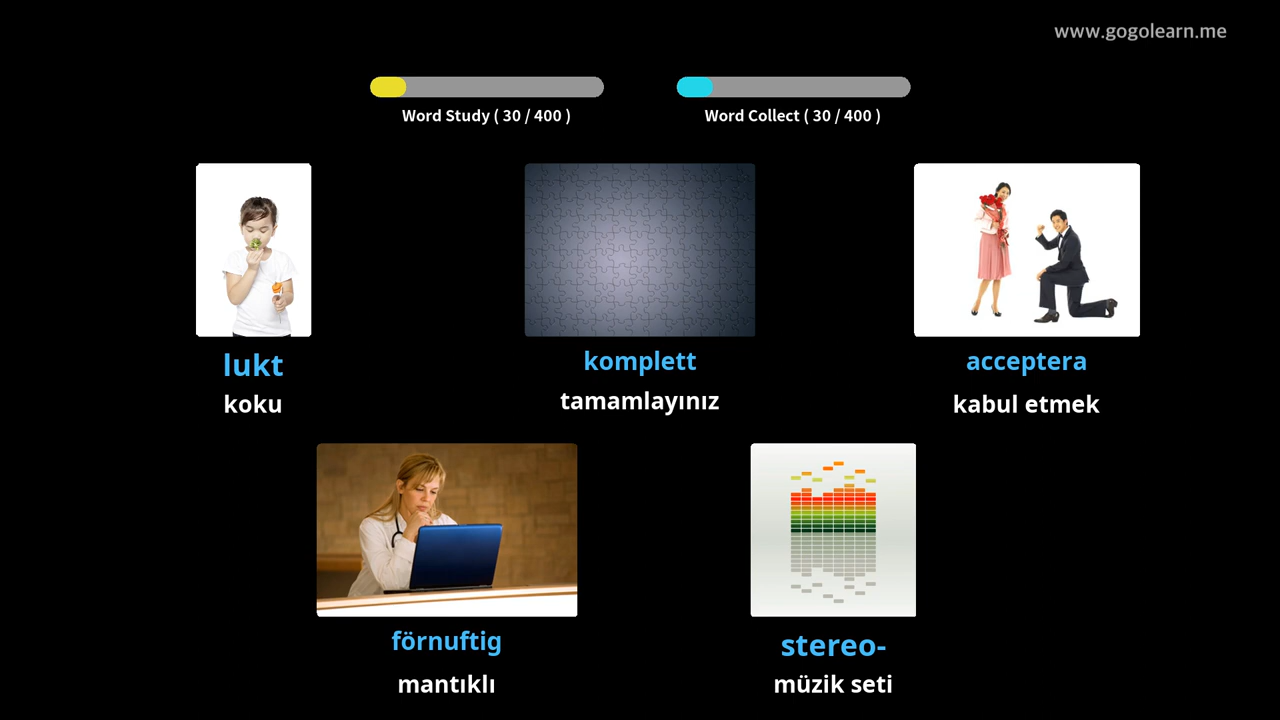 www.gogolearn.me
Word Study ( 30 / 400 )
Word Collect ( 30 / 400 )
lukt
koku
komplett
tamamlayınız
acceptera
kabul etmek
förnuftig
mantıklı
stereo-
müzik seti